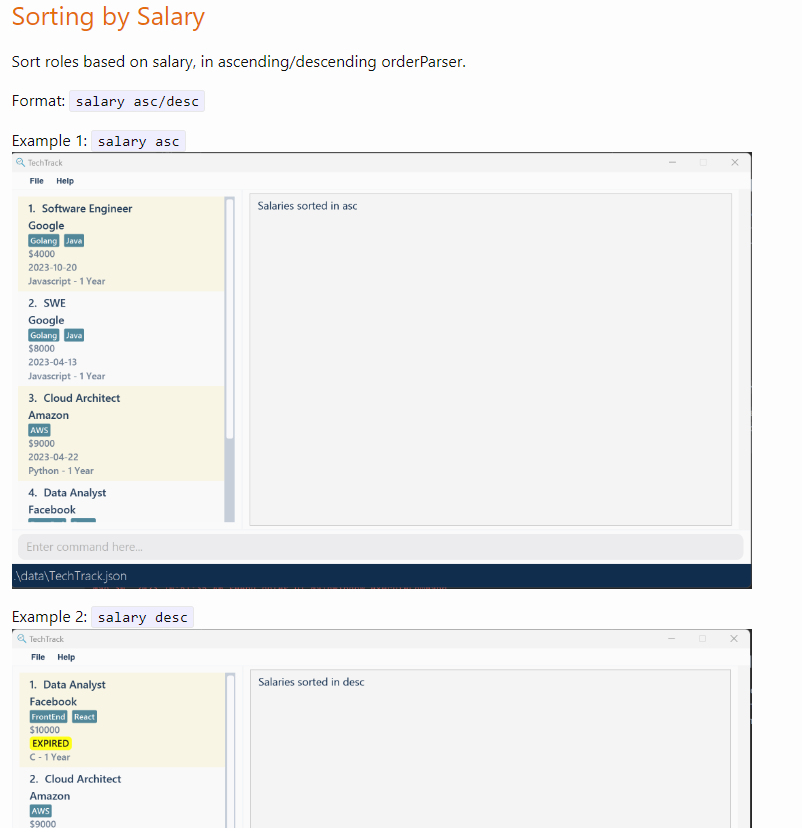 Sorting by Salary
Sort roles based on salary, in ascending/descending orderParser.
Format: salary asc/desc
Example 1: salary asc
TechTrack
File Help
1. Software Engineer
Google
Golang Java
$4000
2023-10-20
Javascript - 1 Year
2. SWE
Google
Golang Java
$8000
2023-04-13
Javascript - 1 Year
3. Cloud Architect
Amazon
AWS
$9000
2023-04-22
Python - 1 Year
4. Data Analyst
Facebook
Salaries sorted in asc
Enter command here...
.\data\TechTrack.json
Example 2: salary desc
TechTrack
File Help
1. Data Analyst
Facebook
FrontEnd React
$10000
EXPIRED
C - 1 Year
2. Cloud Architect
Amazon
AWS
$9000
Salaries sorted in desc